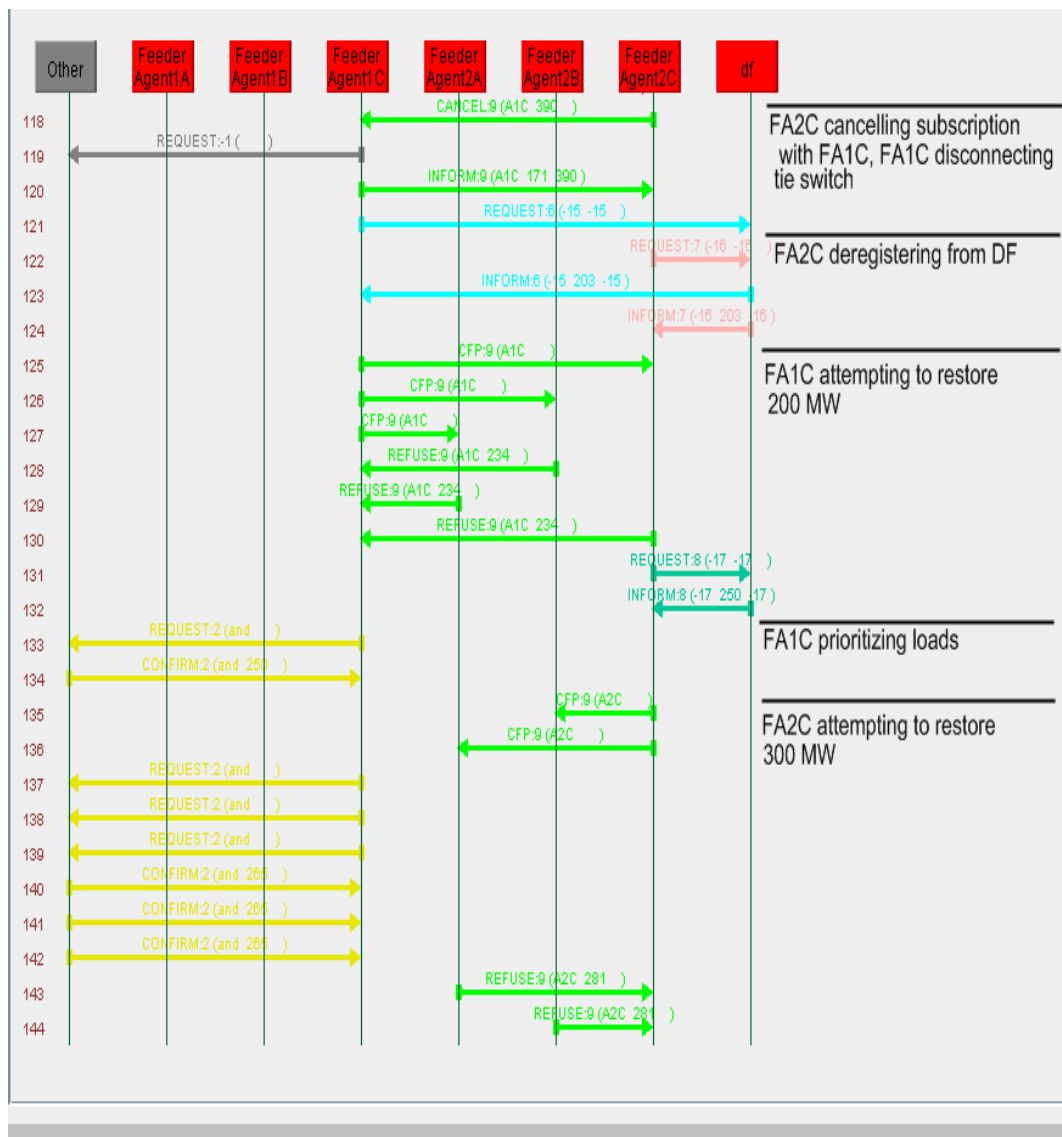 Other
Feeder
Agent1A
Feeder
Agent1B
Feeder
Agent1C
Feeder
Agent2A
Feeder
Agent2B
Feeder
Agent2C
df
118
CANCEL:9 (A1C 390 )
FA2C cancelling subscription
with FA1C, FA1C disconnecting
tie switch
119
REQUEST:-1 ( )
120
INFORM:9 (A1C 171 390 )
121
REQUEST:6 (-15 -15 )
122
REQUEST:7 (-16 -16 )
FA2C deregistering from DF
123
INFORM:6 (-15 203 -15 )
124
INFORM:7 (-16 203 -16 )
125
CFP:9 (A1C )
FA1C attempting to restore
200 MW
126
CFP:9 (A1C )
127
CFP:9 (A1C )
128
REFUSE:9 (A1C 234 )
129
REFUSE:9 (A1C 234 )
130
REFUSE:9 (A1C 234 )
131
REQUEST:8 (-17 -17 )
132
INFORM:8 (-17 250 -17 )
133
REQUEST:2 (and )
FA1C prioritizing loads
134
CONFIRM:2 (and 250 )
135
CFP:9 (A2C )
FA2C attempting to restore
300 MW
136
CFP:9 (A2C )
137
REQUEST:2 (and )
138
REQUEST:2 (and )
139
REQUEST:2 (and )
140
CONFIRM:2 (and 265 )
141
CONFIRM:2 (and 265 )
142
CONFIRM:2 (and 265 )
143
REFUSE:9 (A2C 281 )
144
REFUSE:9 (A2C 281 )